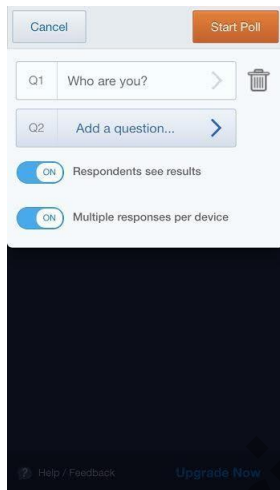 Cancel
Start Poll
Q1 Who are you?
Q2 Add a question...
ON Respondents see results
ON Multiple responses per device
? Help / Feedback
Upgrade Now